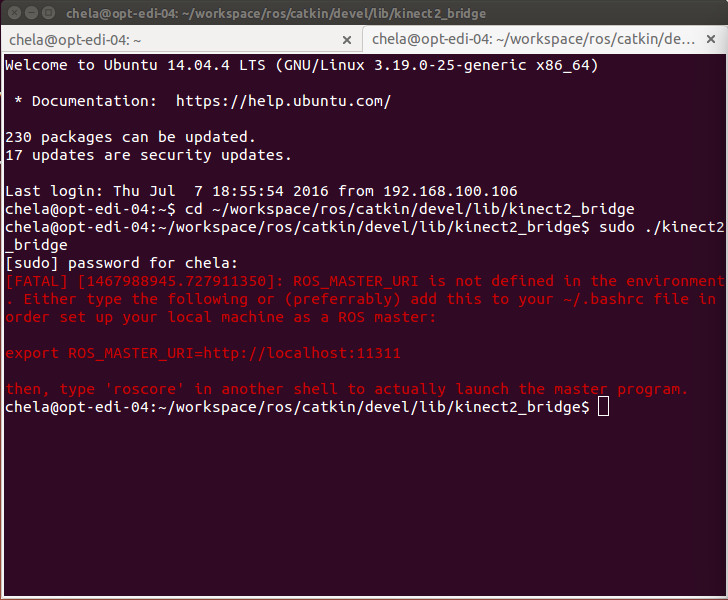 chela@opt-edi-04: ~/workspace/ros/catkin/devel/lib/kinect2_bridge
chela@opt-edi-04: ~
chela@opt-edi-04: ~/workspace/ros/catkin/de...
Welcome to Ubuntu 14.04.4 LTS (GNU/Linux 3.19.0-25-generic x86_64)
* Documentation:  https://help.ubuntu.com/
230 packages can be updated.
17 updates are security updates.
Last login: Thu Jul  7 18:55:54 2016 from 192.168.100.106
chela@opt-edi-04:~$ cd ~/workspace/ros/catkin/devel/lib/kinect2_bridge
chela@opt-edi-04:~/workspace/ros/catkin/devel/lib/kinect2_bridge$ sudo ./kinect2
_bridge
[sudo] password for chela:
[FATAL] [1467988945.727911350]: ROS_MASTER_URI is not defined in the environment
. Either type the following or (preferrably) add this to your ~/.bashrc file in
order set up your local machine as a ROS master:
export ROS_MASTER_URI=http://localhost:11311
then, type 'roscore' in another shell to actually launch the master program.
chela@opt-edi-04:~/workspace/ros/catkin/devel/lib/kinect2_bridge$